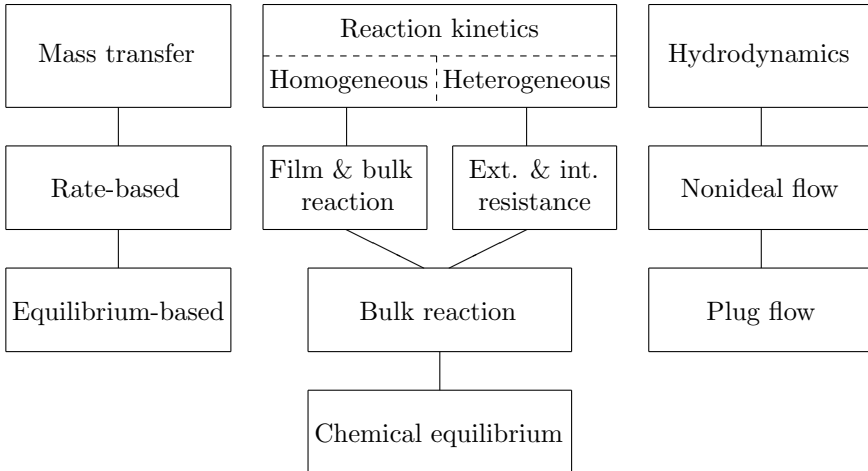 Mass transfer
Rate-based
Equilibrium-based
Reaction kinetics
Homogeneous
Heterogeneous
Film & bulk
reaction
Ext. & int.
resistance
Bulk reaction
Chemical equilibrium
Hydrodynamics
Nonideal flow
Plug flow